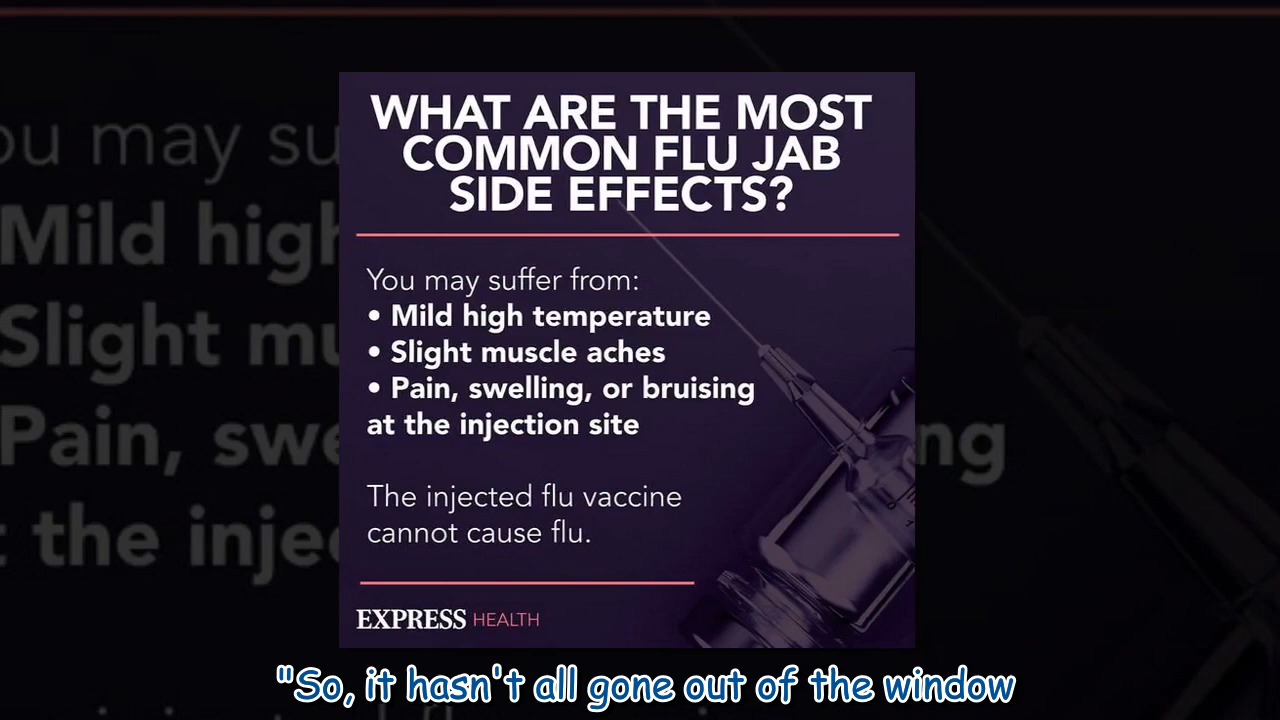 WHAT ARE THE MOST
COMMON FLU JAB
SIDE EFFECTS?
You may suffer from:
• Mild high temperature
• Slight muscle aches
• Pain, swelling, or bruising
at the injection site
The injected flu vaccine
cannot cause flu.
EXPRESS HEALTH
"So, it hasn't all gone out of the window